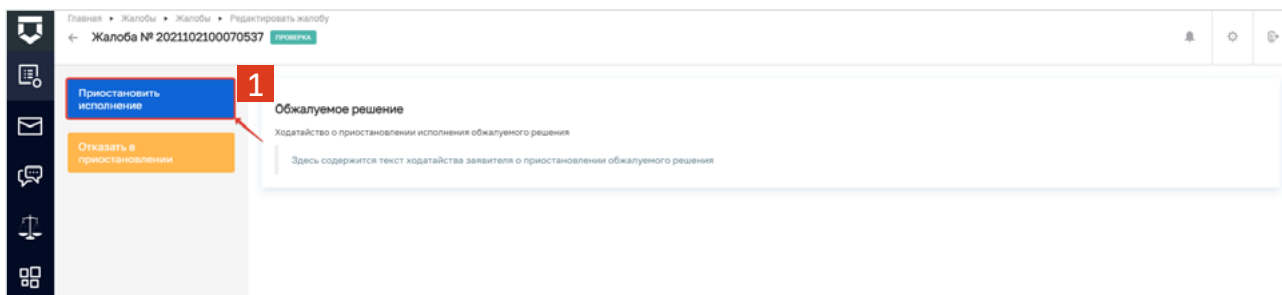 Главная ▸ Жалобы ▸ Жалобы ▸ Редактировать жалобу
← Жалоба № 2021102100070537 ПРОВЕРКА
Приостановить
исполнение
1
Отказать в
приостановлении
Обжалуемое решение
Ходатайство о приостановлении исполнения обжалуемого решения
Здесь содержится текст ходатайства заявителя о приостановлении обжалуемого решения